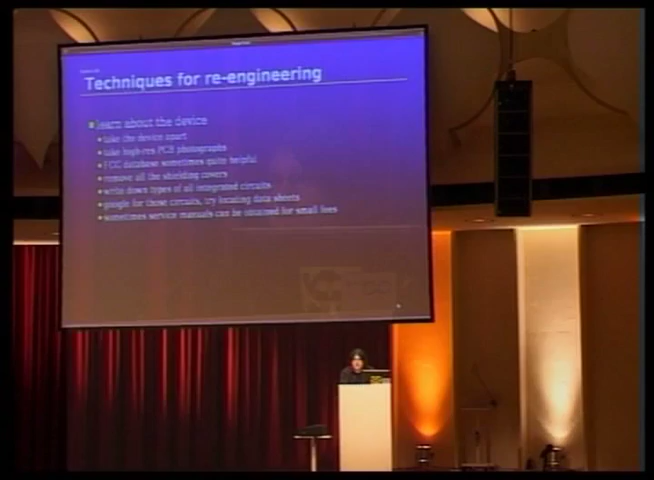 Techniques for re-engineering
learn about the device
take the device apart
take high-res PCB photographs
FCC database sometimes quite helpful
remove all the shielding covers
write down types of all integrated circuits
google for those circuits, try locating data sheets
sometimes service manuals can be obtained for small fees